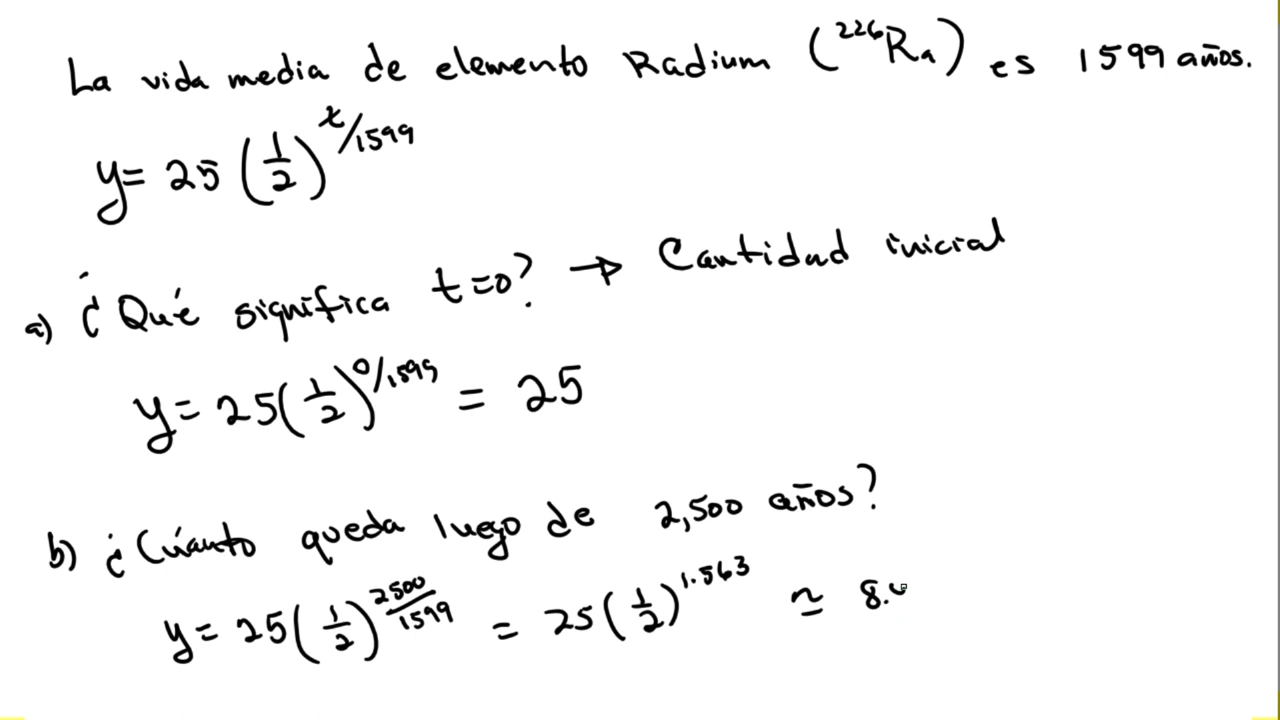 La vida media de elemento Radium (²²⁶Ra) es 1599 años.
y = 25 (1/2)^(t/1599)
a) ¿Qué significa t=0? → Cantidad inicial
y = 25(1/2)^(0/1599) = 25
b) ¿Cúanto queda luego de 2,500 años?
y = 25(1/2)^(2500/1599) = 25(1/2)^1.563 ≃ 8.